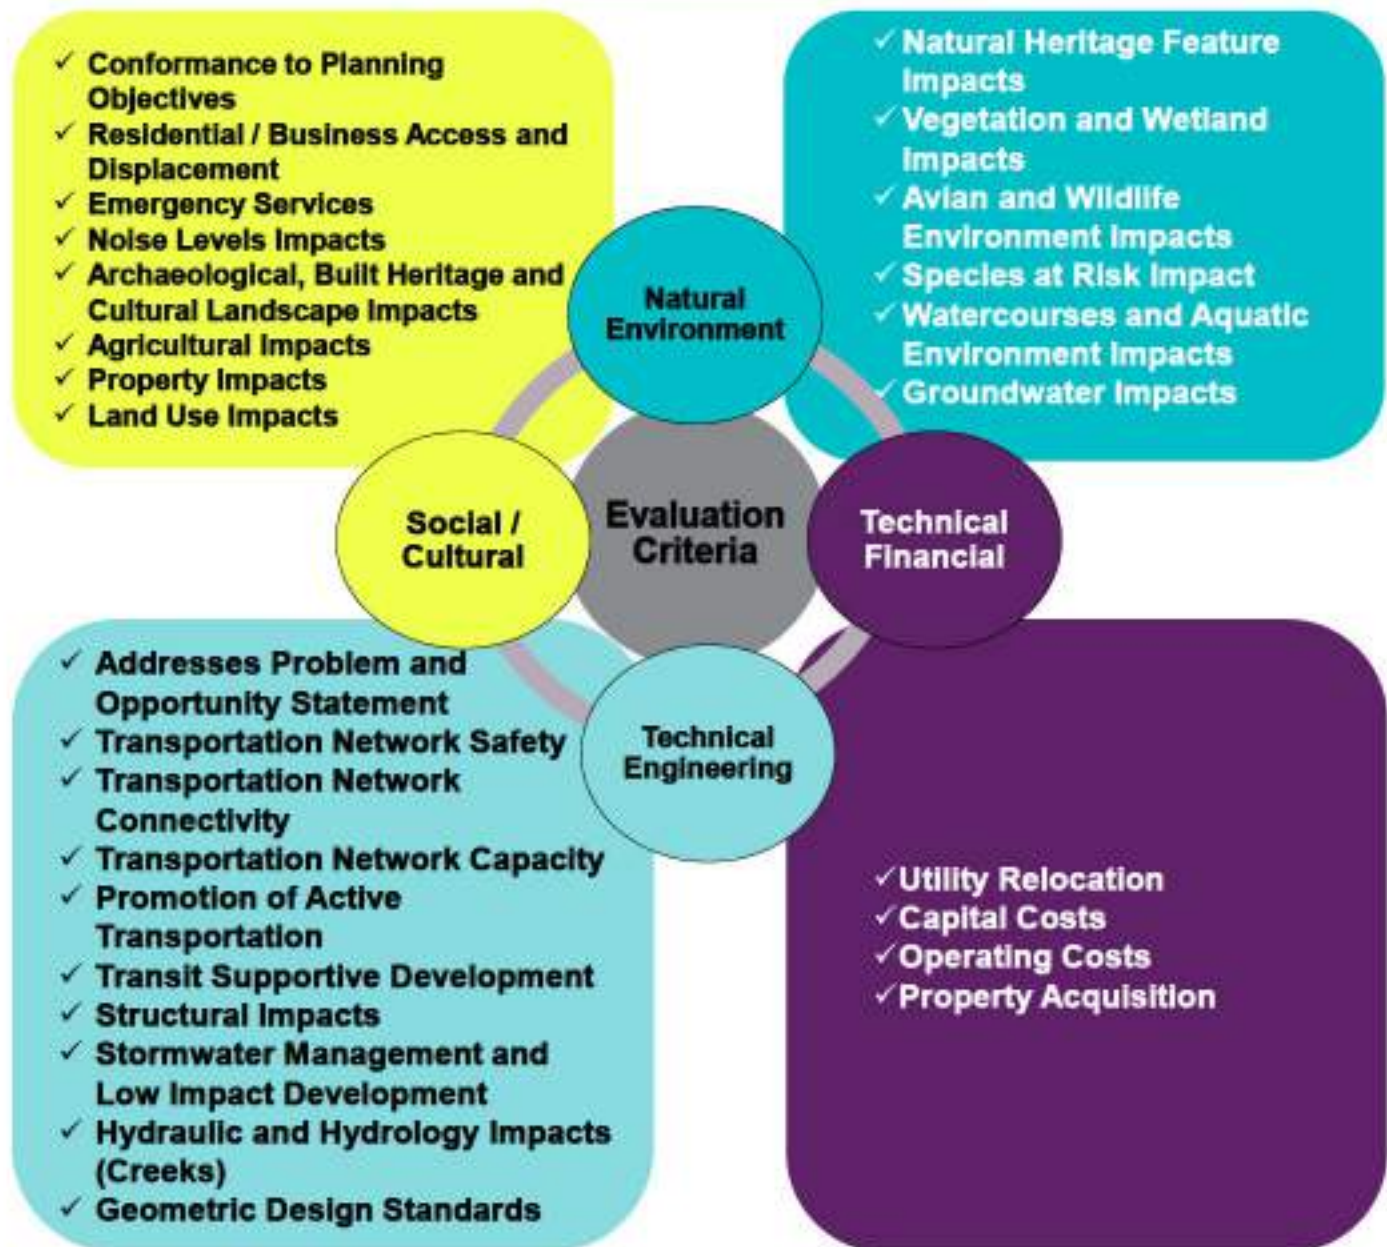 ✓ Conformance to Planning
Objectives
✓ Residential / Business Access and
Displacement
✓ Emergency Services
✓ Noise Levels Impacts
✓ Archaeological, Built Heritage and
Cultural Landscape Impacts
✓ Agricultural Impacts
✓ Property Impacts
✓ Land Use Impacts
✓ Natural Heritage Feature
Impacts
✓ Vegetation and Wetland
Impacts
✓ Avian and Wildlife
Environment Impacts
✓ Species at Risk Impact
✓ Watercourses and Aquatic
Environment Impacts
✓ Groundwater Impacts
Natural
Environment
Social /
Cultural
Evaluation
Criteria
Technical
Financial
Technical
Engineering
✓ Addresses Problem and
Opportunity Statement
✓ Transportation Network Safety
✓ Transportation Network
Connectivity
✓ Transportation Network Capacity
✓ Promotion of Active
Transportation
✓ Transit Supportive Development
✓ Structural Impacts
✓ Stormwater Management and
Low Impact Development
✓ Hydraulic and Hydrology Impacts
(Creeks)
✓ Geometric Design Standards
✓ Utility Relocation
✓ Capital Costs
✓ Operating Costs
✓ Property Acquisition